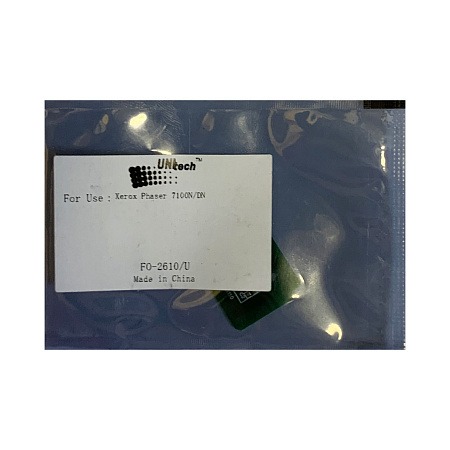 UNItech™
For Use : Xerox Phaser 7100N/DN
FO-2610/U
Made in China